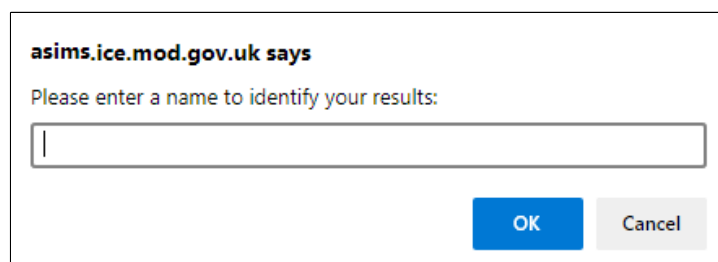 asims.ice.mod.gov.uk says
Please enter a name to identify your results:
OK Cancel